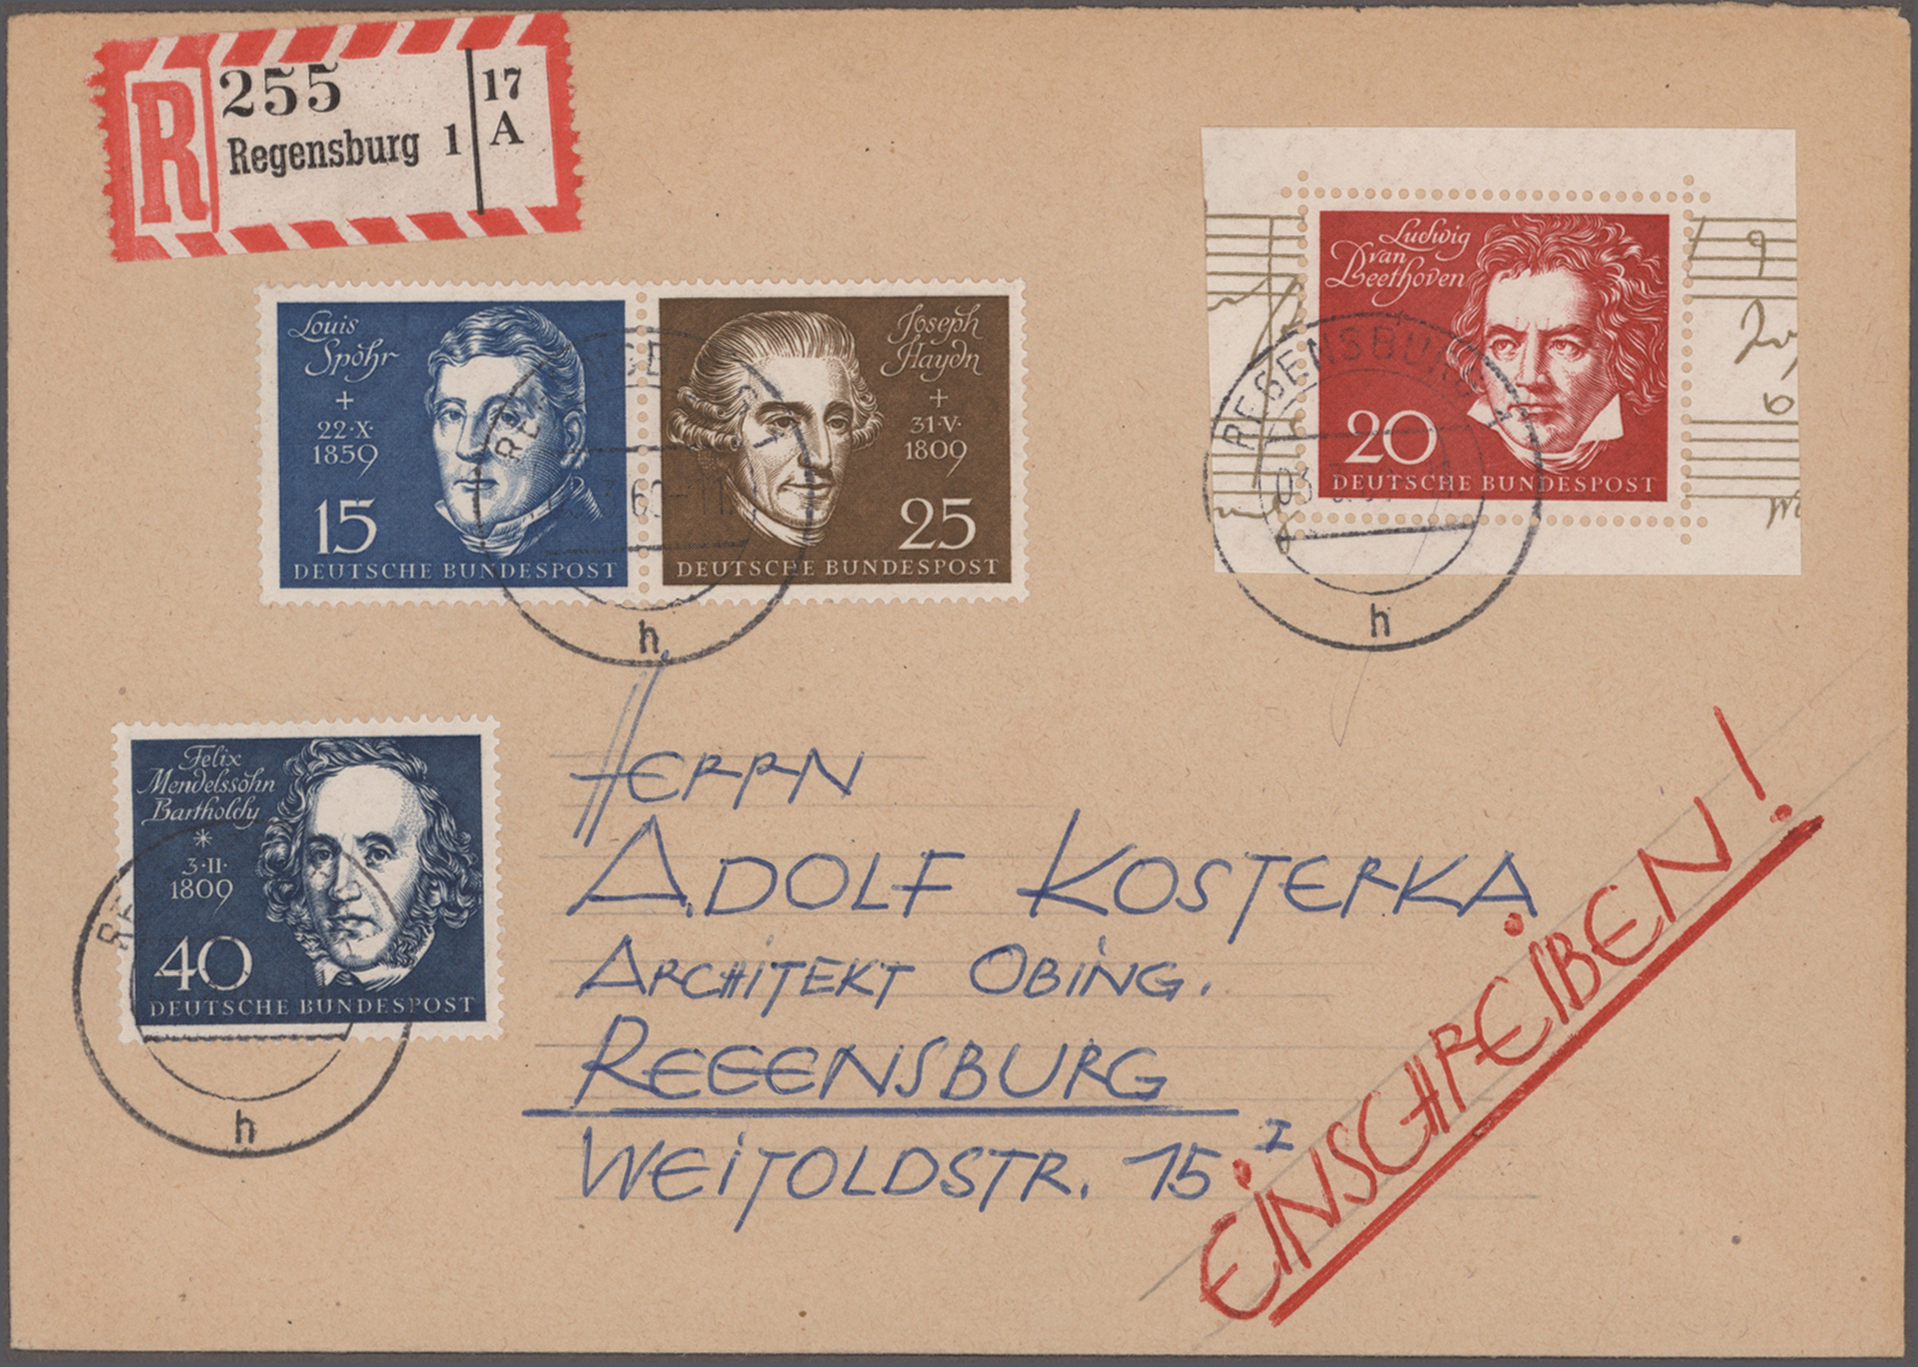 R
255
Regensburg 1
17
A
Louis
Spohr
+
22·X·
1859
15
DEUTSCHE BUNDESPOST
Joseph
Haydn
+
31·V·
1809
25
DEUTSCHE BUNDESPOST
h
Ludwig
van
Beethoven
20
DEUTSCHE BUNDESPOST
REGENSBURG
h
Felix
Mendelssohn
Bartholdy
*
3·II·
1809
40
DEUTSCHE BUNDESPOST
h
HERRN
ADOLF KOSTERKA
ARCHITEKT OBING.
REGENSBURG
WEITOLDSTR. 15 I
EINSCHREIBEN!